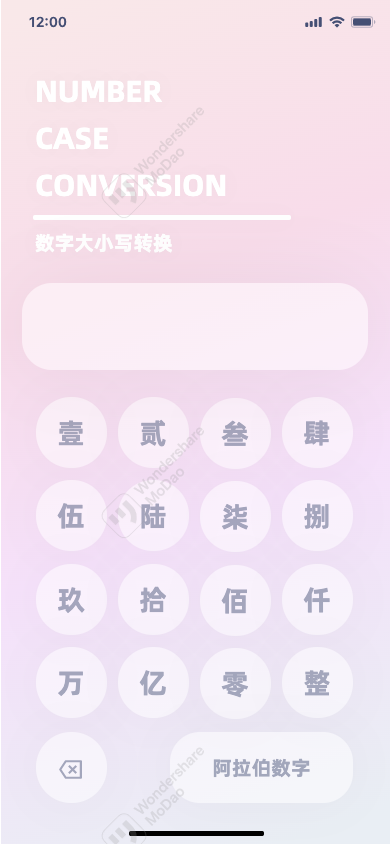 12:00
NUMBER
CASE
CONVERSION
数字大小写转换
壹 贰 叁 肆
伍 陆 柒 捌
玖 拾 佰 仟
万 亿 零 整
阿拉伯数字
Wondershare
MoDao
Wondershare
MoDao
Wondershare
MoDao